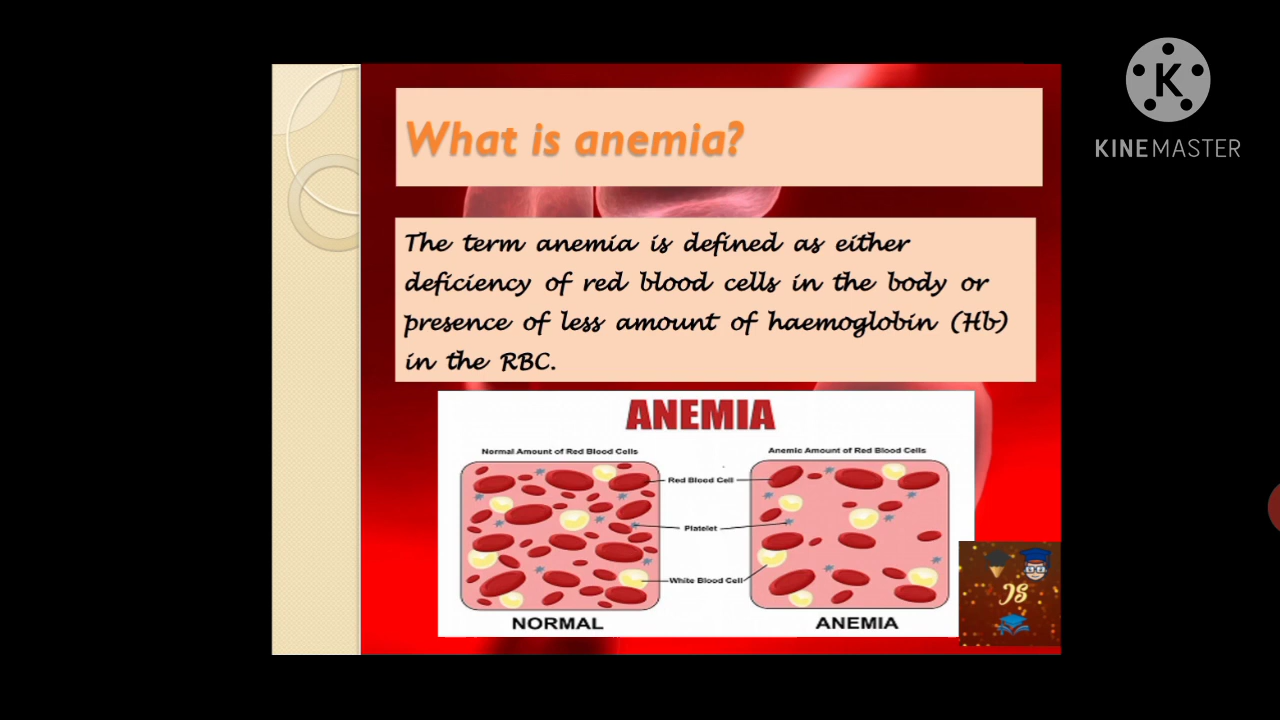 What is anemia?
KINEMASTER
The term anemia is defined as either
deficiency of red blood cells in the body or
presence of less amount of haemoglobin (Hb)
in the RBC.
ANEMIA
Normal Amount of Red Blood Cells
Anemic Amount of Red Blood Cells
Red Blood Cell
Platelet
White Blood Cell
NORMAL
ANEMIA
JS